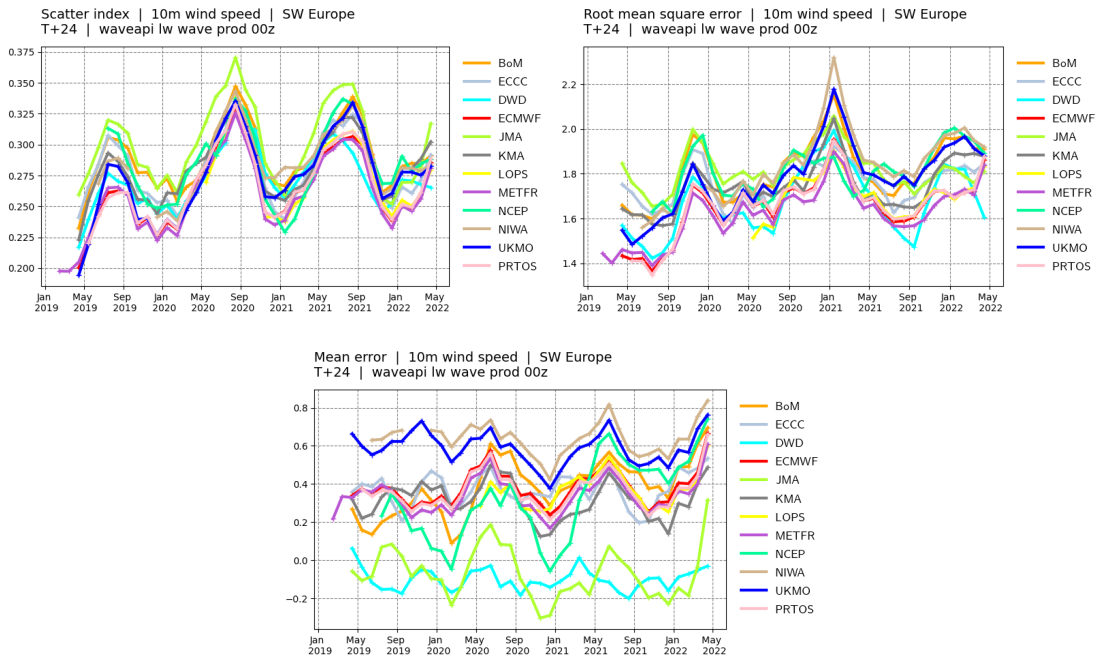 Scatter index | 10m wind speed | SW Europe
T+24 | waveapi lw wave prod 00z
0.375
0.350
0.325
0.300
0.275
0.250
0.225
0.200
Jan May Sep Jan May Sep Jan May Sep Jan May
2019 2019 2019 2020 2020 2020 2021 2021 2021 2022 2022
BoM
ECCC
DWD
ECMWF
JMA
KMA
LOPS
METFR
NCEP
NIWA
UKMO
PRTOS
Root mean square error | 10m wind speed | SW Europe
T+24 | waveapi lw wave prod 00z
2.2
2.0
1.8
1.6
1.4
Jan May Sep Jan May Sep Jan May Sep Jan May
2019 2019 2019 2020 2020 2020 2021 2021 2021 2022 2022
BoM
ECCC
DWD
ECMWF
JMA
KMA
LOPS
METFR
NCEP
NIWA
UKMO
PRTOS
Mean error | 10m wind speed | SW Europe
T+24 | waveapi lw wave prod 00z
0.8
0.6
0.4
0.2
0.0
−0.2
Jan May Sep Jan May Sep Jan May Sep Jan May
2019 2019 2019 2020 2020 2020 2021 2021 2021 2022 2022
BoM
ECCC
DWD
ECMWF
JMA
KMA
LOPS
METFR
NCEP
NIWA
UKMO
PRTOS